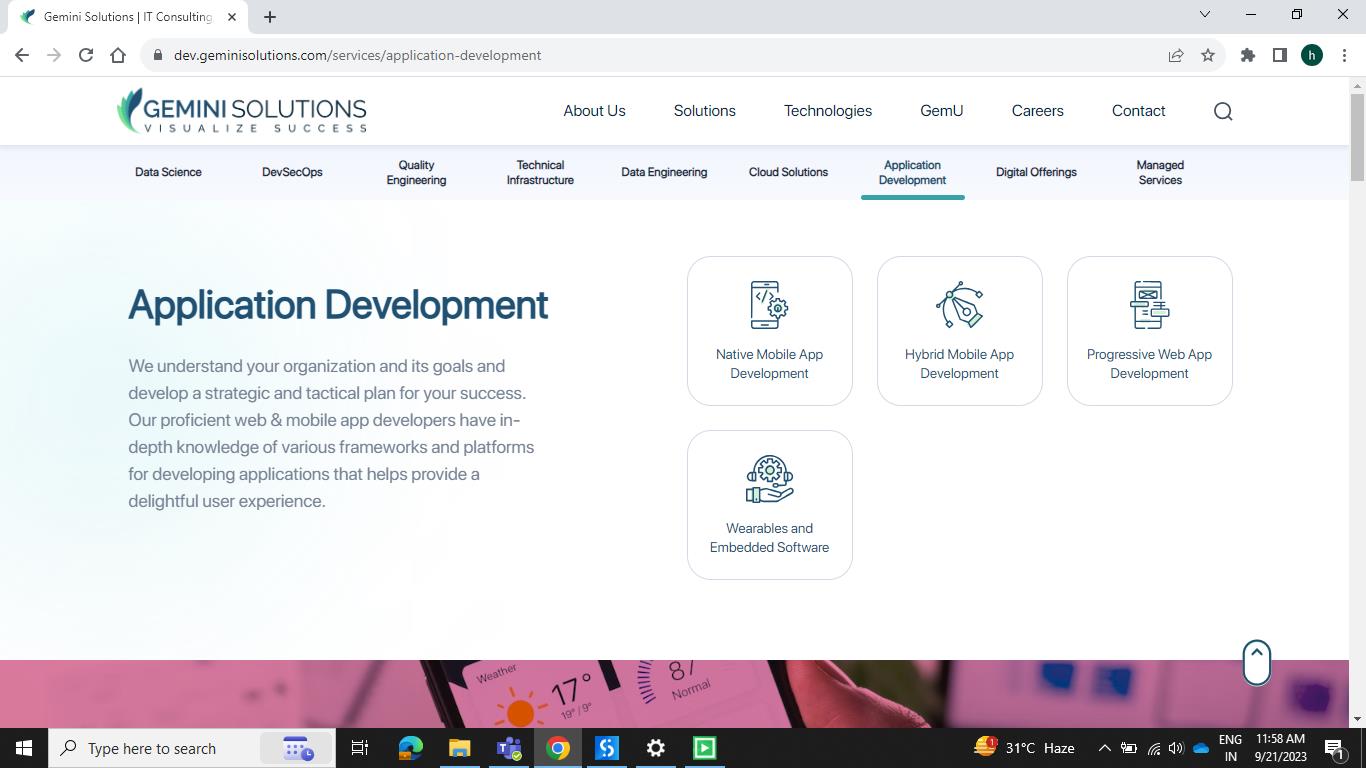 Gemini Solutions | IT Consulting
dev.geminisolutions.com/services/application-development
h
GEMINI SOLUTIONS
VISUALIZE SUCCESS
About Us
Solutions
Technologies
GemU
Careers
Contact
Data Science
DevSecOps
Quality
Engineering
Technical
Infrastructure
Data Engineering
Cloud Solutions
Application
Development
Digital Offerings
Managed
Services
Application Development
We understand your organization and its goals and
develop a strategic and tactical plan for your success.
Our proficient web & mobile app developers have in-
depth knowledge of various frameworks and platforms
for developing applications that helps provide a
delightful user experience.
Native Mobile App
Development
Hybrid Mobile App
Development
Progressive Web App
Development
Wearables and
Embedded Software
Weather
17°
19° / 9°
87
Normal
Type here to search
1
31°C Haze
ENG
IN
11:58 AM
9/21/2023
1